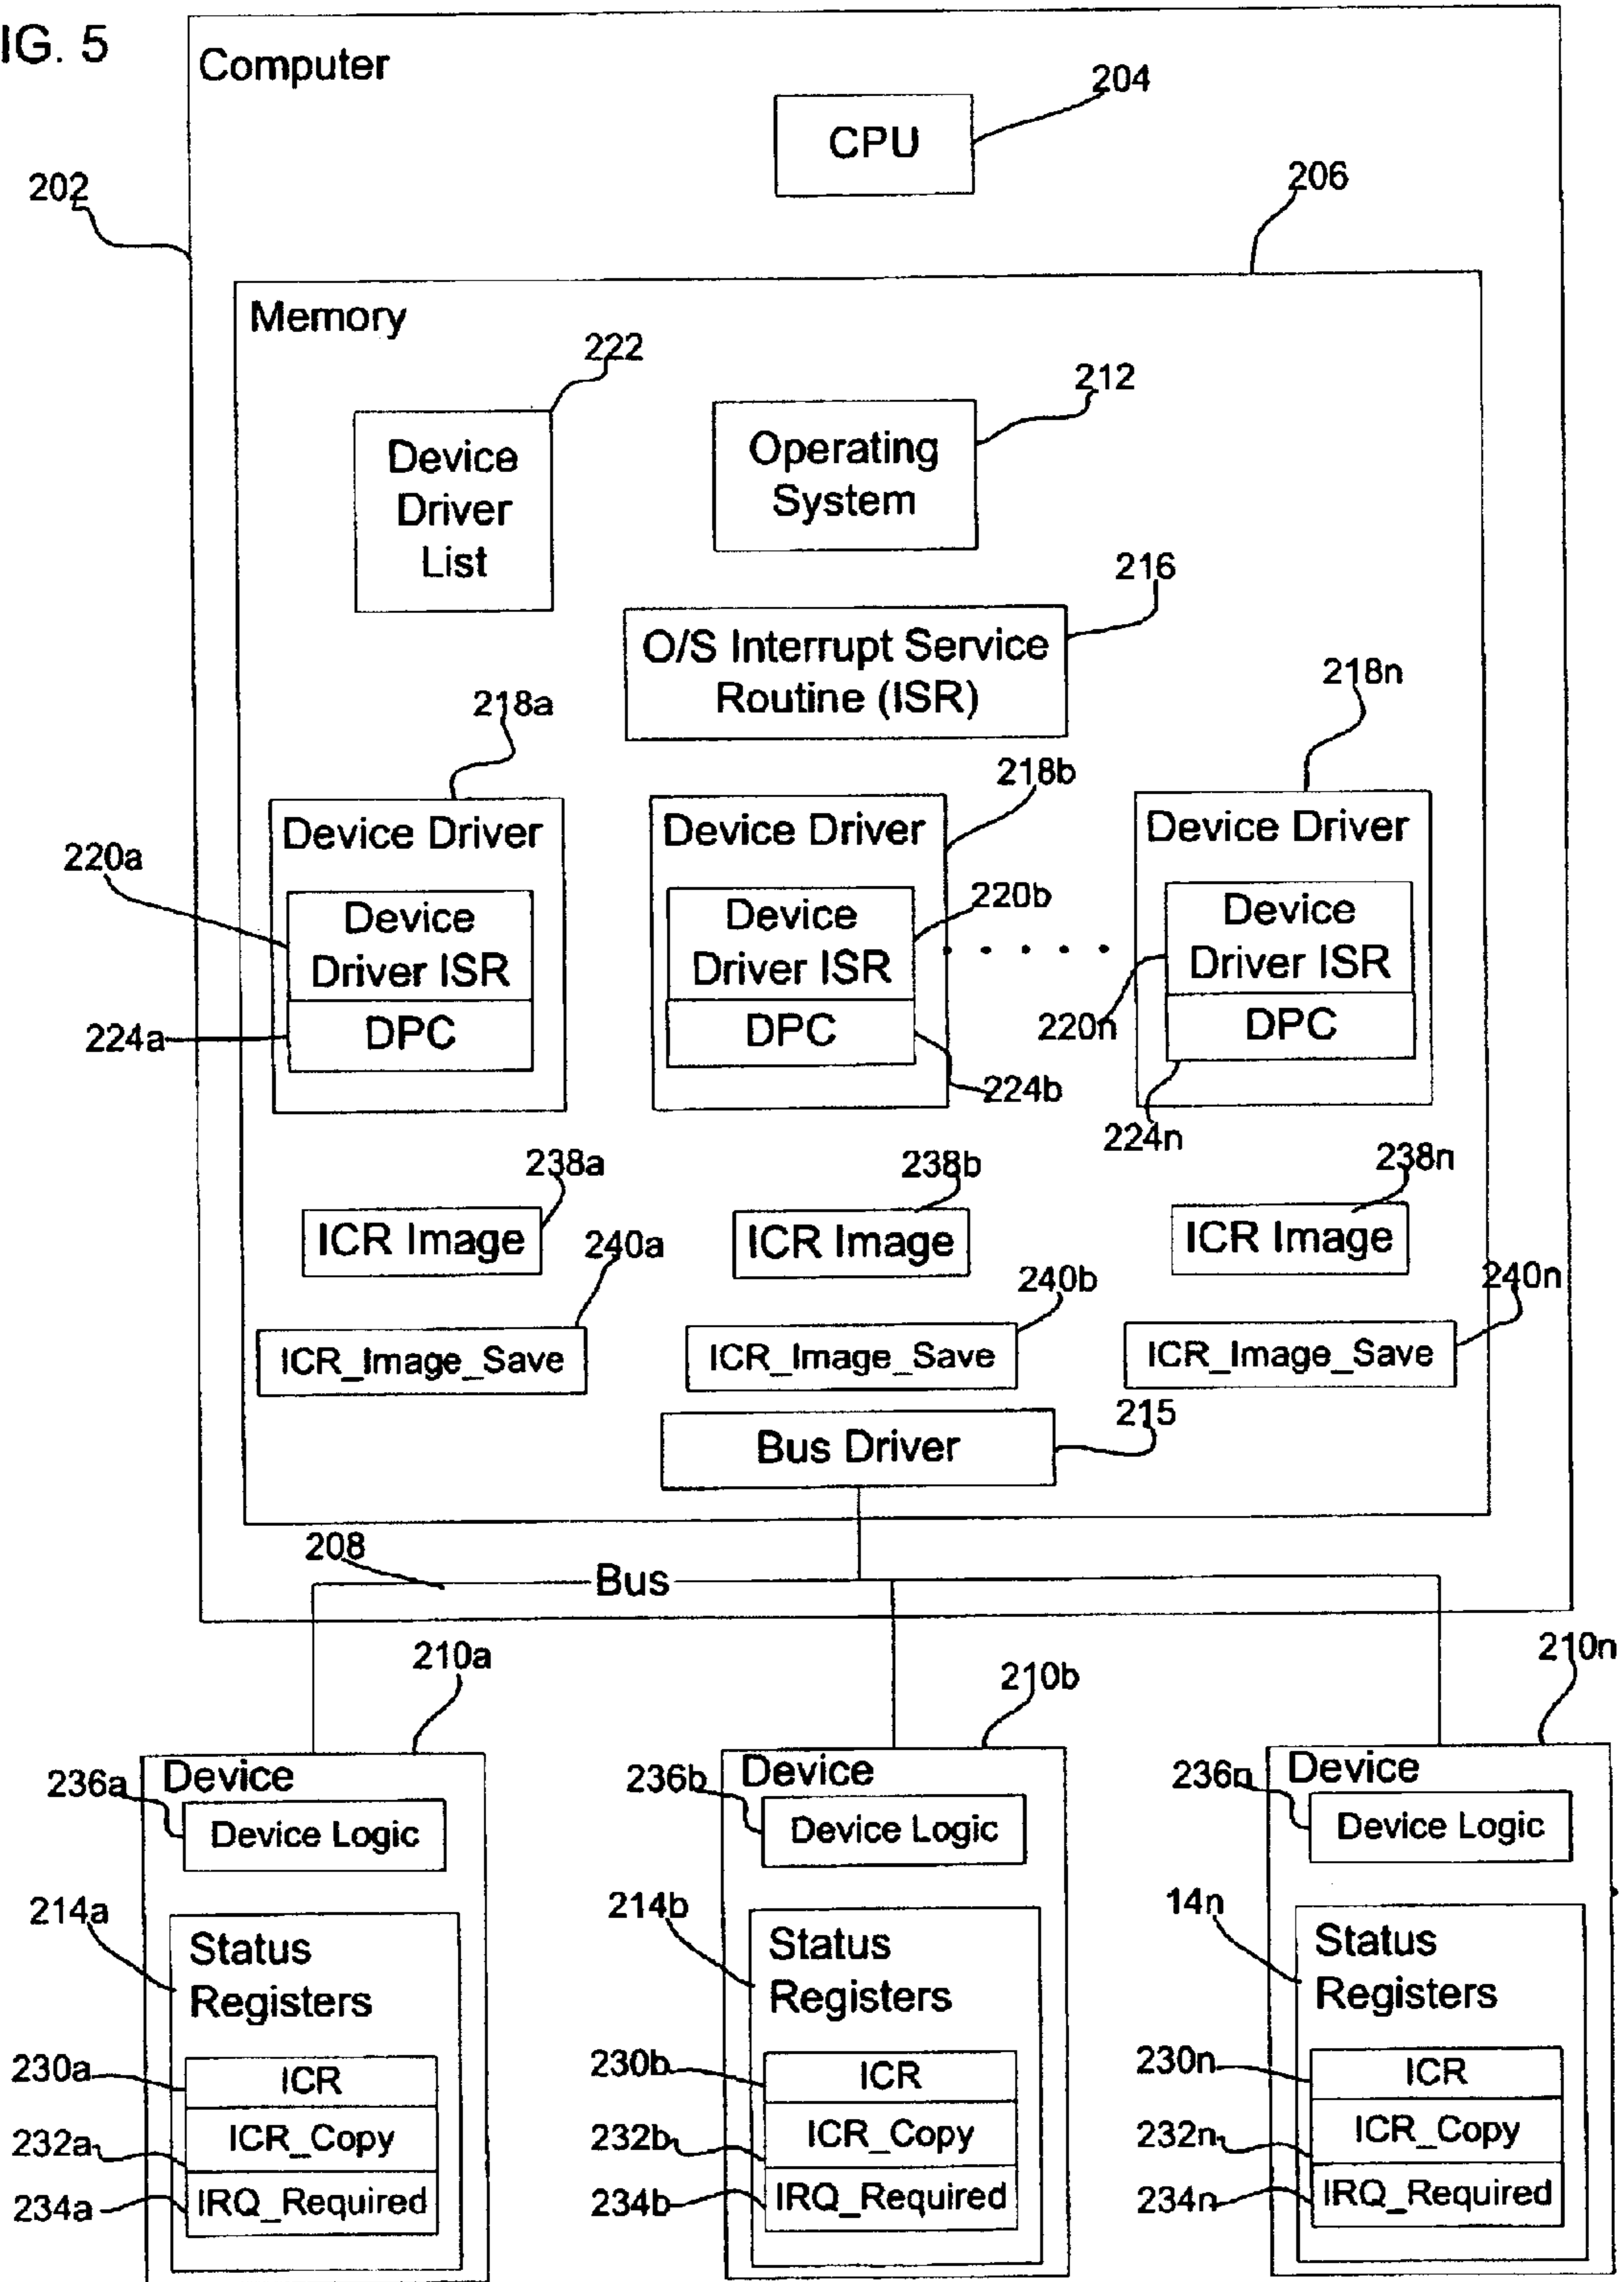 IG. 5
Computer
204
CPU
202
206
Memory
222
212
Device
Driver
List
Operating
System
216
O/S Interrupt Service
Routine (ISR)
218a
218b
218n
Device Driver
Device Driver
Device Driver
220a
Device
Driver ISR
220b
Device
Driver ISR
220n
Device
Driver ISR
224a
DPC
DPC
224b
DPC
224n
238a
238b
238n
ICR Image
ICR Image
ICR Image
240a
240b
240n
ICR_Image_Save
ICR_Image_Save
ICR_Image_Save
215
Bus Driver
208
Bus
210a
210b
210n
Device
236a
Device Logic
214a
Status
Registers
230a
ICR
232a
ICR_Copy
234a
IRQ_Required
Device
236b
Device Logic
214b
Status
Registers
230b
ICR
232b
ICR_Copy
234b
IRQ_Required
Device
236n
Device Logic
14n
Status
Registers
230n
ICR
232n
ICR_Copy
234n
IRQ_Required